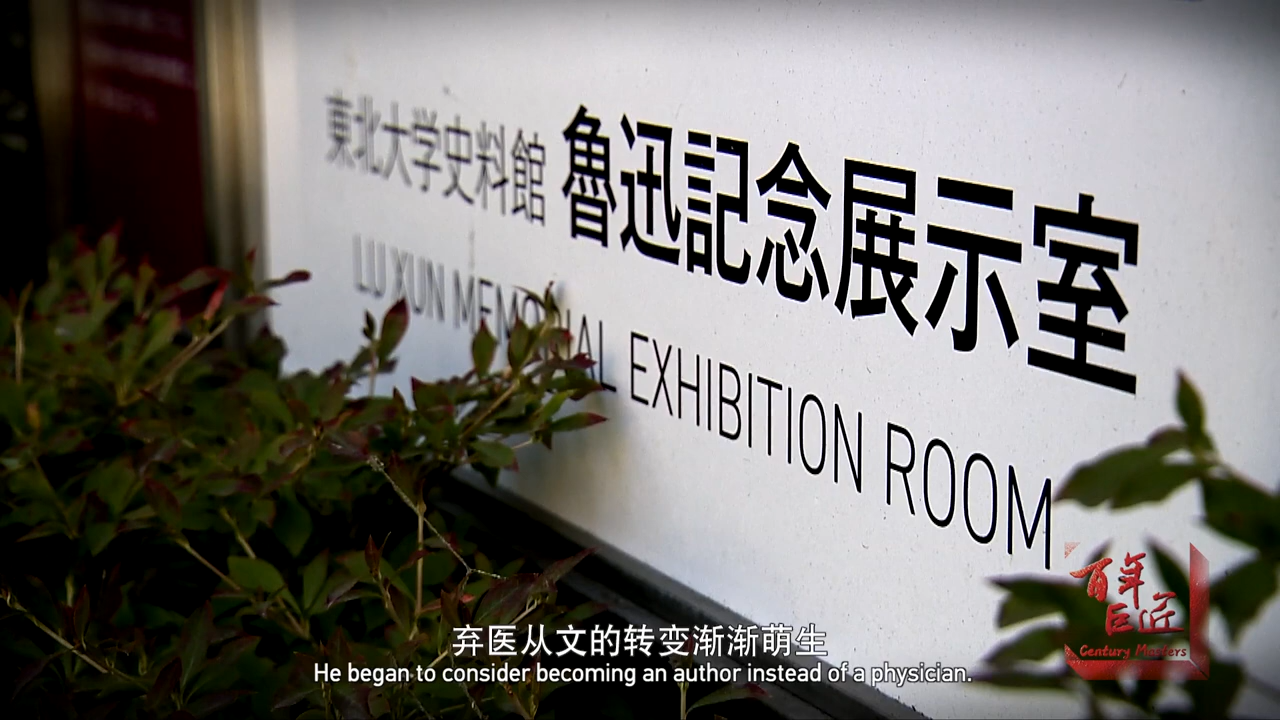 東北大学史料館 魯迅記念展示室
LU XUN MEMORIAL EXHIBITION ROOM
百年
巨匠
Century Masters
弃医从文的转变渐渐萌生
He began to consider becoming an author instead of a physician.